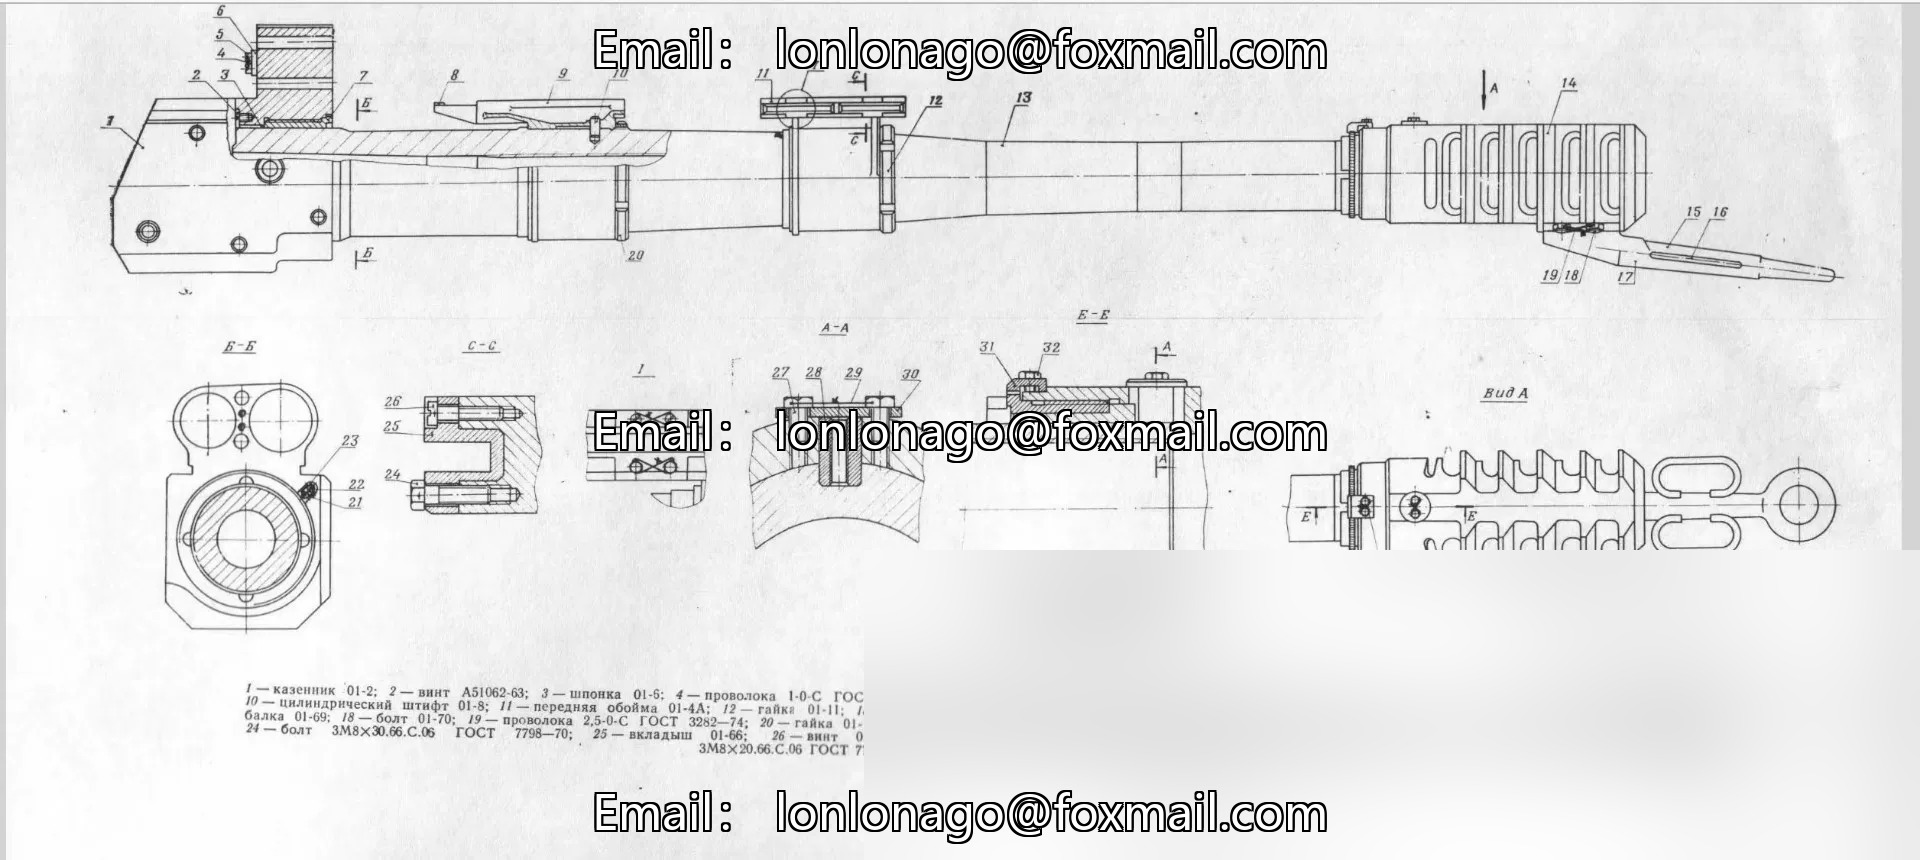 6
5
4
2 3 7 Б 8 9 10 11 С 12 13 А 14
Email： lonlonago@foxmail.com
1
С
Б 20 19 18 17 15 16
Б-Б С-С I А-А Е-Е Вид А
31 32 А
27 28 29 30
26
25
24
23
22
21
Email： lonlonago@foxmail.com
А
Е Е
1 — казенник 01-2; 2 — винт А51062-63; 3 — шпонка 01-6; 4 — проволока 1-0-С ГОС
10 — цилиндрический штифт 01-8; 11 — передняя обойма 01-4А; 12 — гайка 01-11;
балка 01-69; 18 — болт 01-70; 19 — проволока 2,5-0-С ГОСТ 3282—74; 20 — гайка 01-
24 — болт 3М8×30.66.С.06 ГОСТ 7798—70; 25 — вкладыш 01-66; 26 — винт 0
3М8×20.66.С.06 ГОСТ 7
Email： lonlonago@foxmail.com